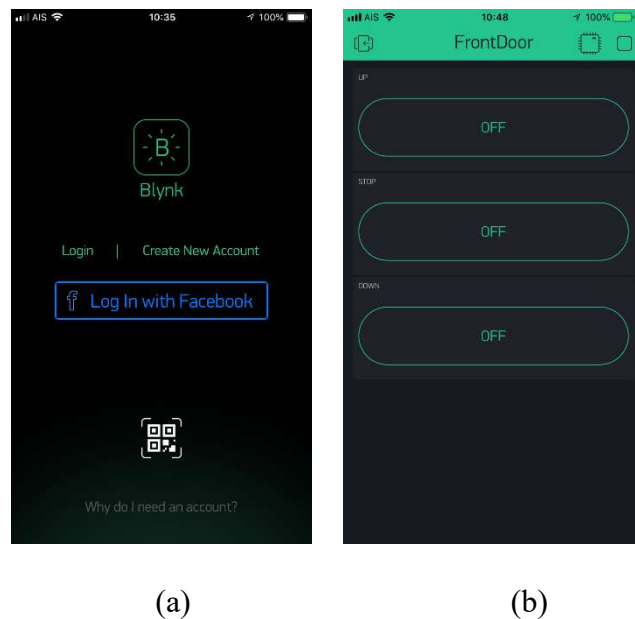 AIS 10:35 100%
B
Blynk
Login | Create New Account
f Log In with Facebook
Why do I need an account?
(a)
AIS 10:48 100%
FrontDoor
UP
OFF
STOP
OFF
DOWN
OFF
(b)